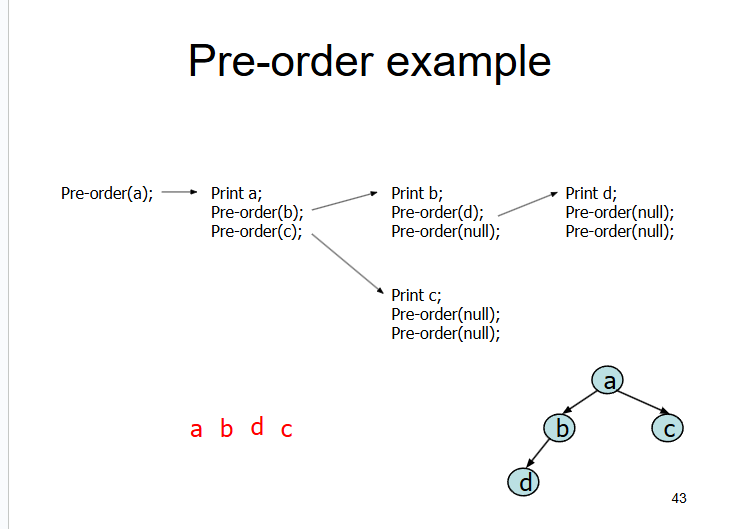 Pre-order example
Pre-order(a);
Print a;
Pre-order(b);
Pre-order(c);
Print b;
Pre-order(d);
Pre-order(null);
Print d;
Pre-order(null);
Pre-order(null);
Print c;
Pre-order(null);
Pre-order(null);
a b d c
a
b
c
d
43